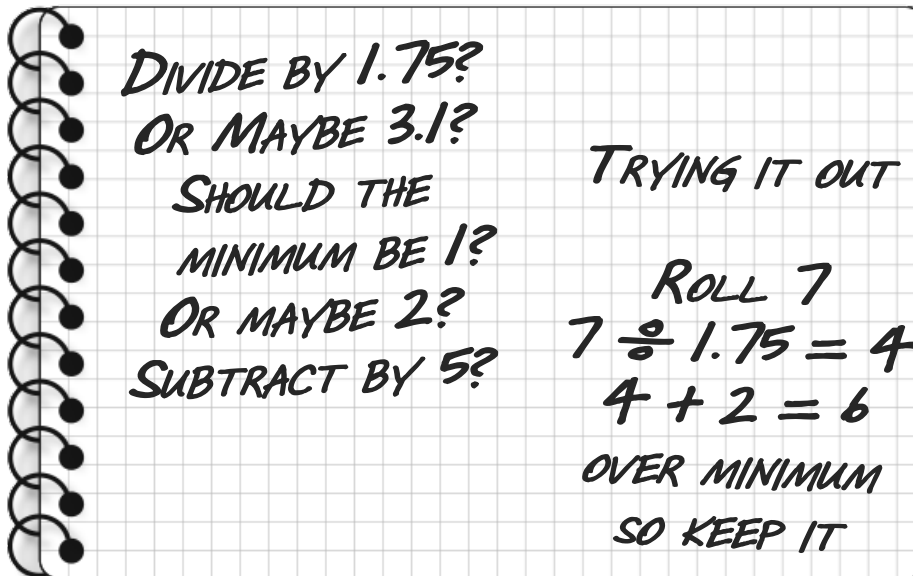 DIVIDE BY 1.75?
OR MAYBE 3.1?
SHOULD THE
MINIMUM BE 1?
OR MAYBE 2?
SUBTRACT BY 5?
TRYING IT OUT
ROLL 7
7 ÷ 1.75 = 4
4 + 2 = 6
OVER MINIMUM
SO KEEP IT